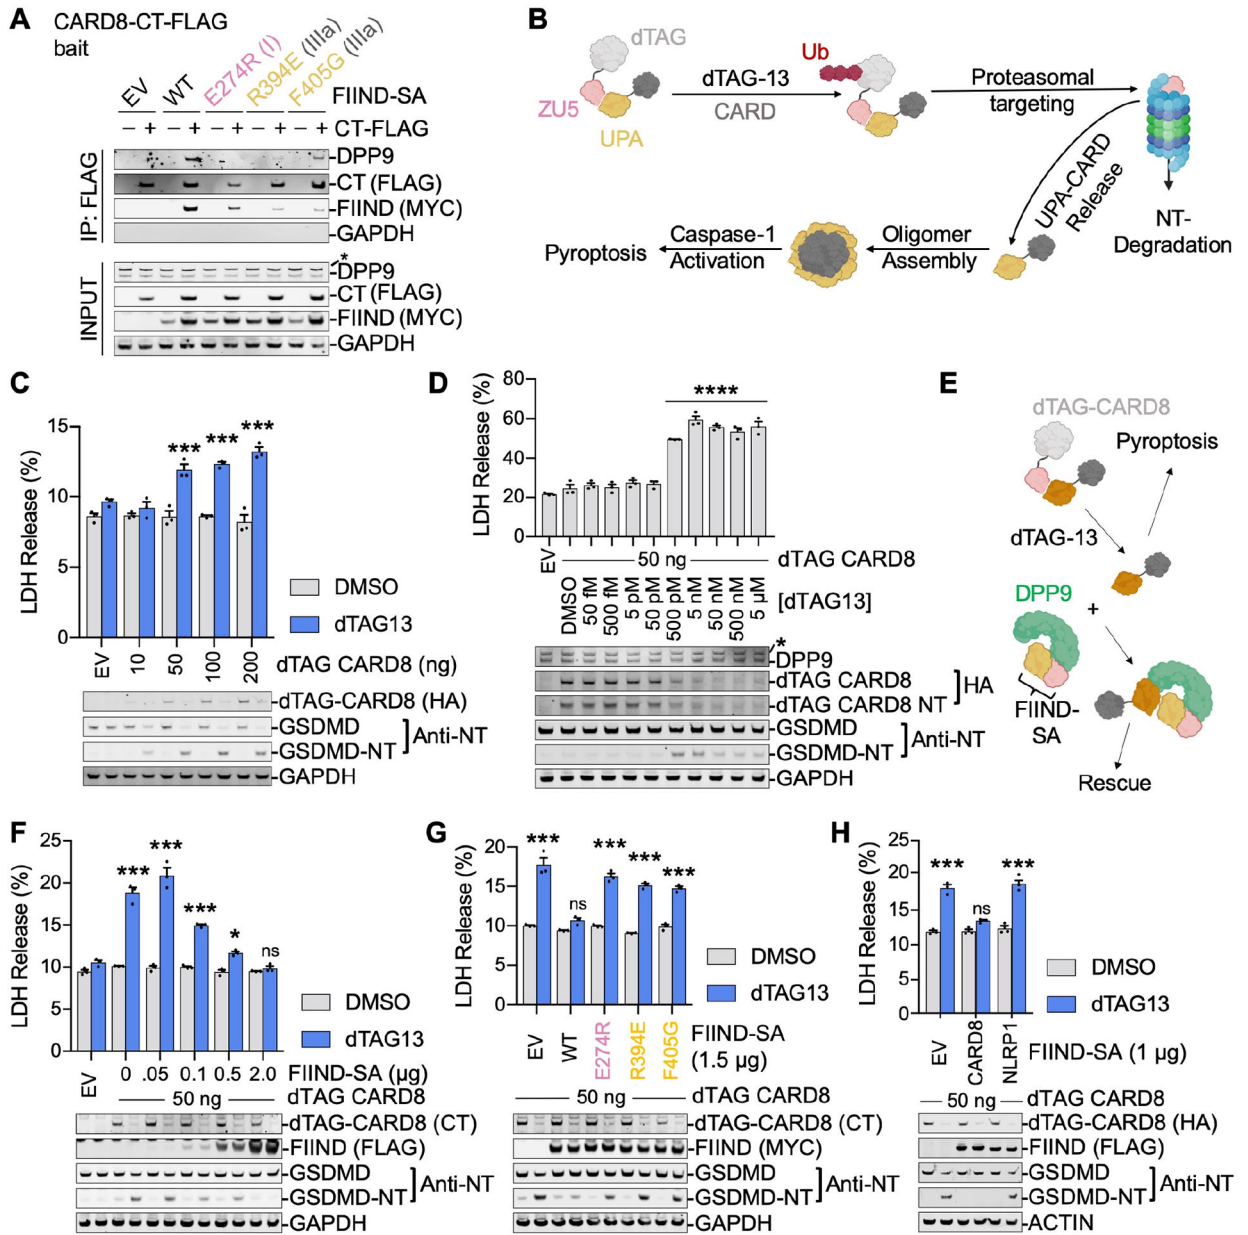 A
CARD8-CT-FLAG
bait
EV
WT
E274R (I)
R394E (IIIa)
F405G (IIIa)
FIIND-SA
− + − + − + − + − + CT-FLAG
IP: FLAG
DPP9
CT (FLAG)
FIIND (MYC)
GAPDH
INPUT
*
DPP9
CT (FLAG)
FIIND (MYC)
GAPDH
B
dTAG
ZU5
UPA
dTAG-13
CARD
Ub
Proteasomal
targeting
UPA-CARD
Release
NT-
Degradation
Oligomer
Assembly
Caspase-1
Activation
Pyroptosis
C
LDH Release (%)
15
10
5
0
*** *** ***
DMSO
dTAG13
EV 10 50 100 200
dTAG CARD8 (ng)
dTAG-CARD8 (HA)
GSDMD
GSDMD-NT
Anti-NT
GAPDH
D
LDH Release (%)
80
60
40
20
0
****
EV
50 ng
dTAG CARD8
DMSO 50 fM 500 fM 5 pM 50 pM 500 pM 5 nM 50 nM 500 nM 5 µM
[dTAG13]
*
DPP9
dTAG CARD8
dTAG CARD8 NT
HA
GSDMD
GSDMD-NT
Anti-NT
GAPDH
E
dTAG-CARD8
Pyroptosis
dTAG-13
DPP9
+
FIIND-
SA
Rescue
F
LDH Release (%)
25
20
15
10
5
0
*** *** *** * ns
DMSO
dTAG13
EV 0 .05 0.1 0.5 2.0
FIIND-SA (µg)
50 ng
dTAG CARD8
dTAG-CARD8 (CT)
FIIND (FLAG)
GSDMD
GSDMD-NT
Anti-NT
GAPDH
G
LDH Release (%)
20
15
10
5
0
*** ns *** *** ***
DMSO
dTAG13
EV WT E274R R394E F405G
FIIND-SA
(1.5 µg)
50 ng
dTAG CARD8
dTAG-CARD8 (CT)
FIIND (MYC)
GSDMD
GSDMD-NT
Anti-NT
GAPDH
H
LDH Release (%)
25
20
15
10
5
0
*** ns ***
DMSO
dTAG13
EV CARD8 NLRP1
FIIND-SA (1 µg)
50 ng
dTAG CARD8
dTAG-CARD8 (HA)
FIIND (FLAG)
GSDMD
GSDMD-NT
Anti-NT
ACTIN